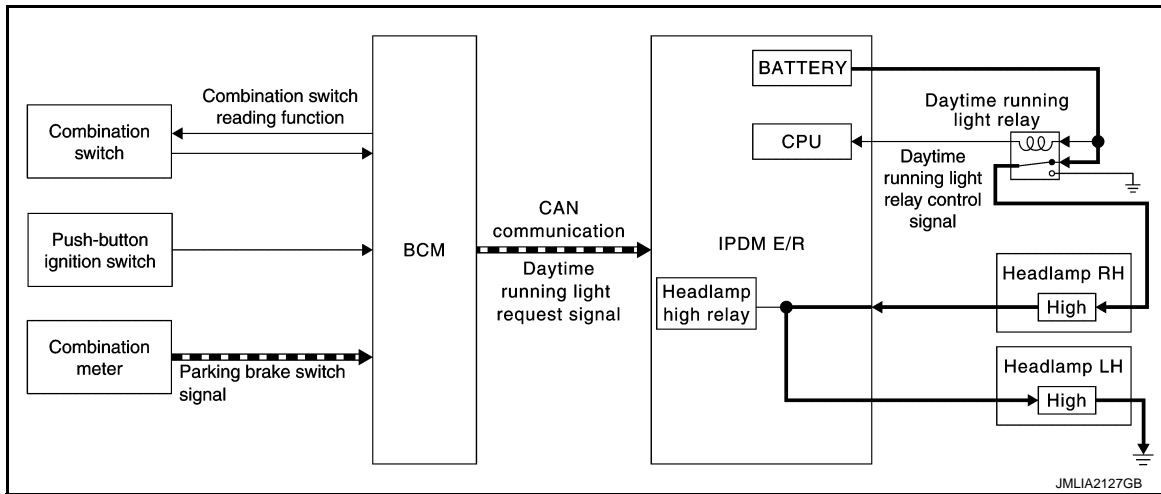 Combination
switch
Combination switch
reading function
Push-button
ignition switch
Combination
meter
Parking brake switch
signal
BCM
CAN
communication
Daytime
running light
request signal
IPDM E/R
BATTERY
CPU
Headlamp
high relay
Daytime running
light relay
Daytime
running light
relay control
signal
Headlamp RH
High
Headlamp LH
High
JMLIA2127GB